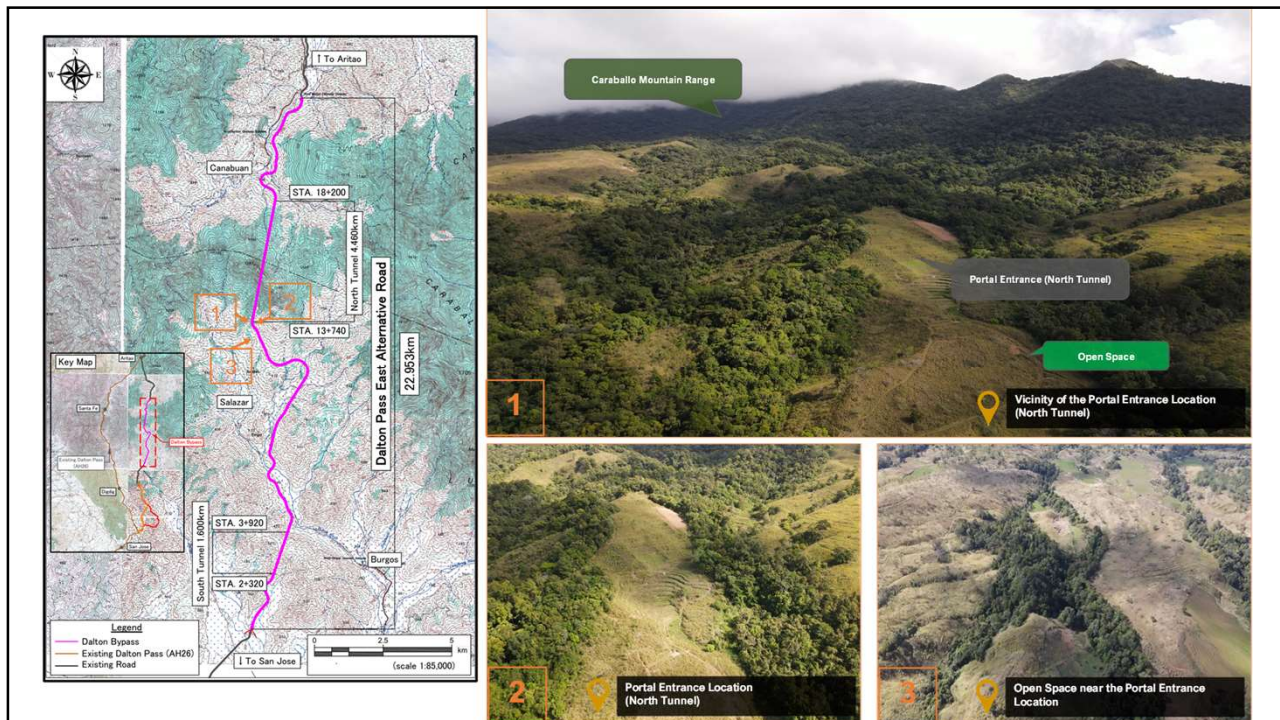 N
W
E
S
↑ To Aritao
Canabuan
STA. 18+200
North Tunnel 4.460km
1
2
STA. 13+740
3
Dalton Pass East Alternative Road
22.953km
CARABAL
Salazar
STA. 3+920
South Tunnel 1.600km
STA. 2+320
Burgos
↓ To San Jose
Key Map
Aritao
Santa Fe
Dalton Bypass
Existing Dalton Pass
(AH26)
Digdig
San Jose
Legend
Dalton Bypass
Existing Dalton Pass (AH26)
Existing Road
0 2.5 5
km
(scale 1:85,000)
Caraballo Mountain Range
Portal Entrance (North Tunnel)
Open Space
1
Vicinity of the Portal Entrance Location
(North Tunnel)
2
Portal Entrance Location
(North Tunnel)
3
Open Space near the Portal Entrance
Location